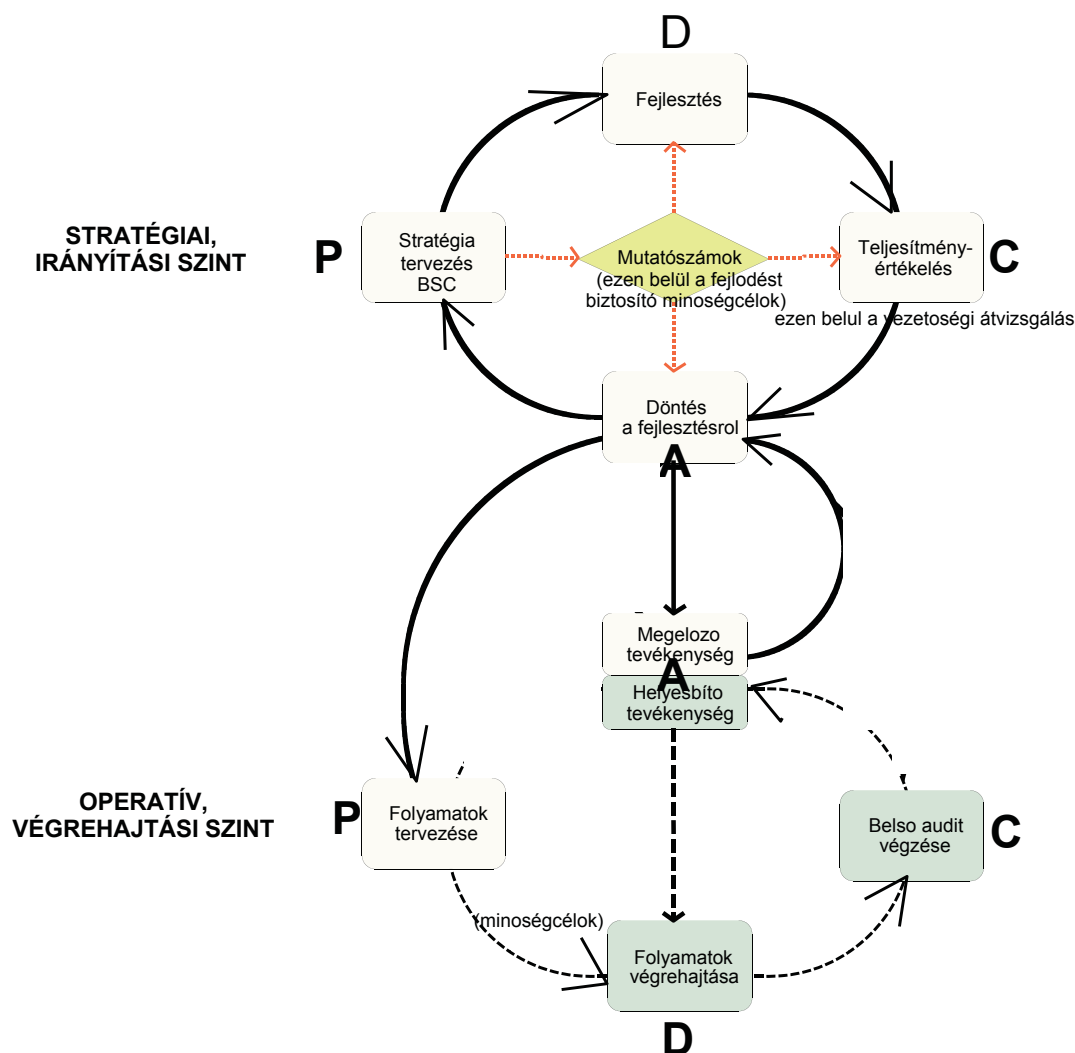 D
Fejlesztés
STRATÉGIAI,
IRÁNYÍTÁSI SZINT
P
Stratégia
tervezés
BSC
Mutatószámok
(ezen belül a fejlodést
biztosító minoségcélok)
Teljesítmény-
értékelés
C
ezen belul a vezetoségi átvizsgálás
Döntés
a fejlesztésrol
A
Megelozo
tevékenység
A
Helyesbíto
tevékenység
OPERATÍV,
VÉGREHAJTÁSI SZINT
P
Folyamatok
tervezése
Belso audit
végzése
C
(minoségcélok)
Folyamatok
végrehajtása
D